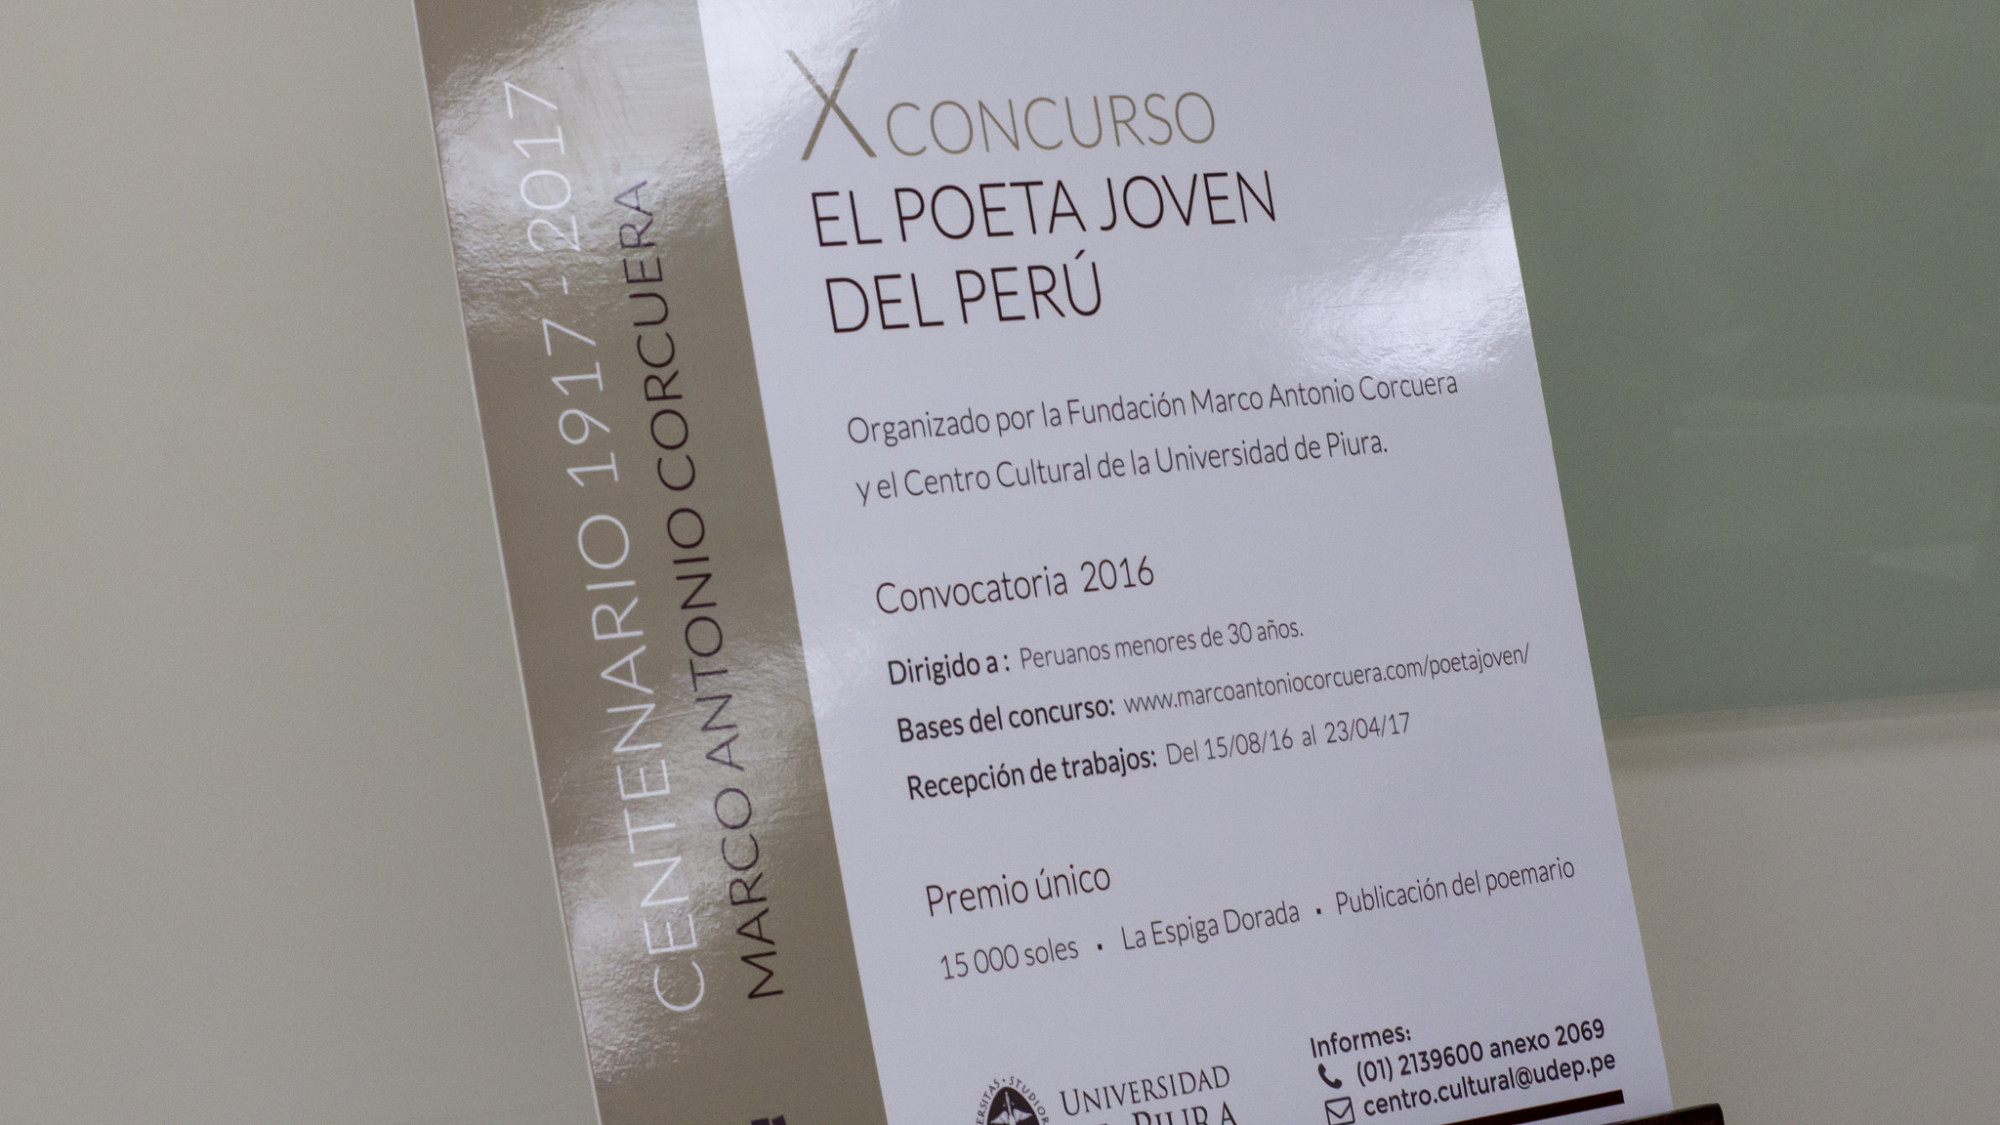 CENTENARIO 1917 - 2017
MARCO ANTONIO CORCUERA
X CONCURSO
EL POETA JOVEN
DEL PERÚ
Organizado por la Fundación Marco Antonio Corcuera
y el Centro Cultural de la Universidad de Piura.
Convocatoria 2016
Dirigido a : Peruanos menores de 30 años.
Bases del concurso: www.marcoantoniocorcuera.com/poetajoven/
Recepción de trabajos: Del 15/08/16 al 23/04/17
Premio único
15 000 soles · La Espiga Dorada · Publicación del poemario
UNIVERSIDAD
PIURA
Informes:
(01) 2139600 anexo 2069
centro.cultural@udep.pe